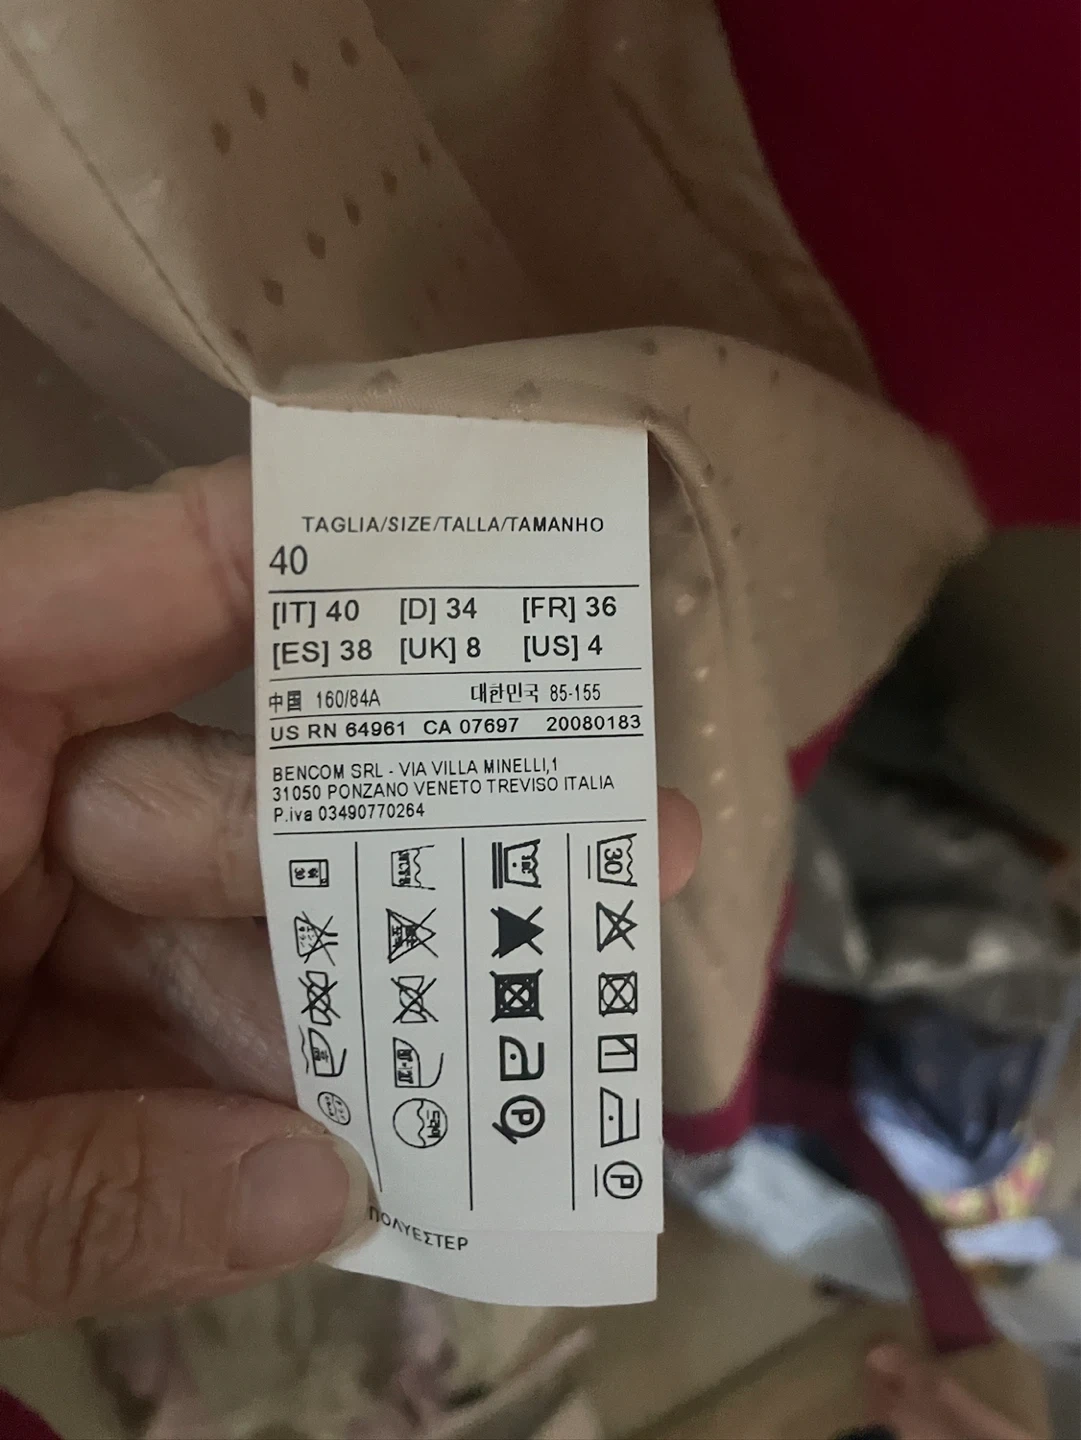 TAGLIA/SIZE/TALLA/TAMANHO
40
[IT] 40 [D] 34 [FR] 36
[ES] 38 [UK] 8 [US] 4
中国 160/84A 대한민국 85-155
US RN 64961 CA 07697 20080183
BENCOM SRL - VIA VILLA MINELLI,1
31050 PONZANO VENETO TREVISO ITALIA
P.iva 03490770264
30
P
P
ΠΟΛΥΕΣΤΕΡ